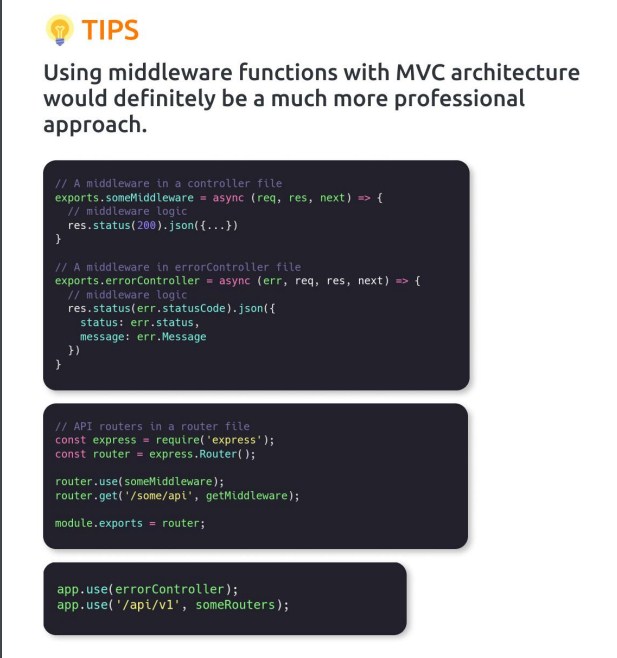 TIPS
Using middleware functions with MVC architecture
would definitely be a much more professional
approach.
// A middleware in a controller file
exports.someMiddleware = async (req, res, next) => {
  // middleware logic
  res.status(200).json({...})
}
// A middleware in errorController file
exports.errorController = async (err, req, res, next) => {
  // middleware logic
  res.status(err.statusCode).json({
    status: err.status,
    message: err.Message
  })
}
// API routers in a router file
const express = require('express');
const router = express.Router();
router.use(someMiddleware);
router.get('/some/api', getMiddleware);
module.exports = router;
app.use(errorController);
app.use('/api/v1', someRouters);